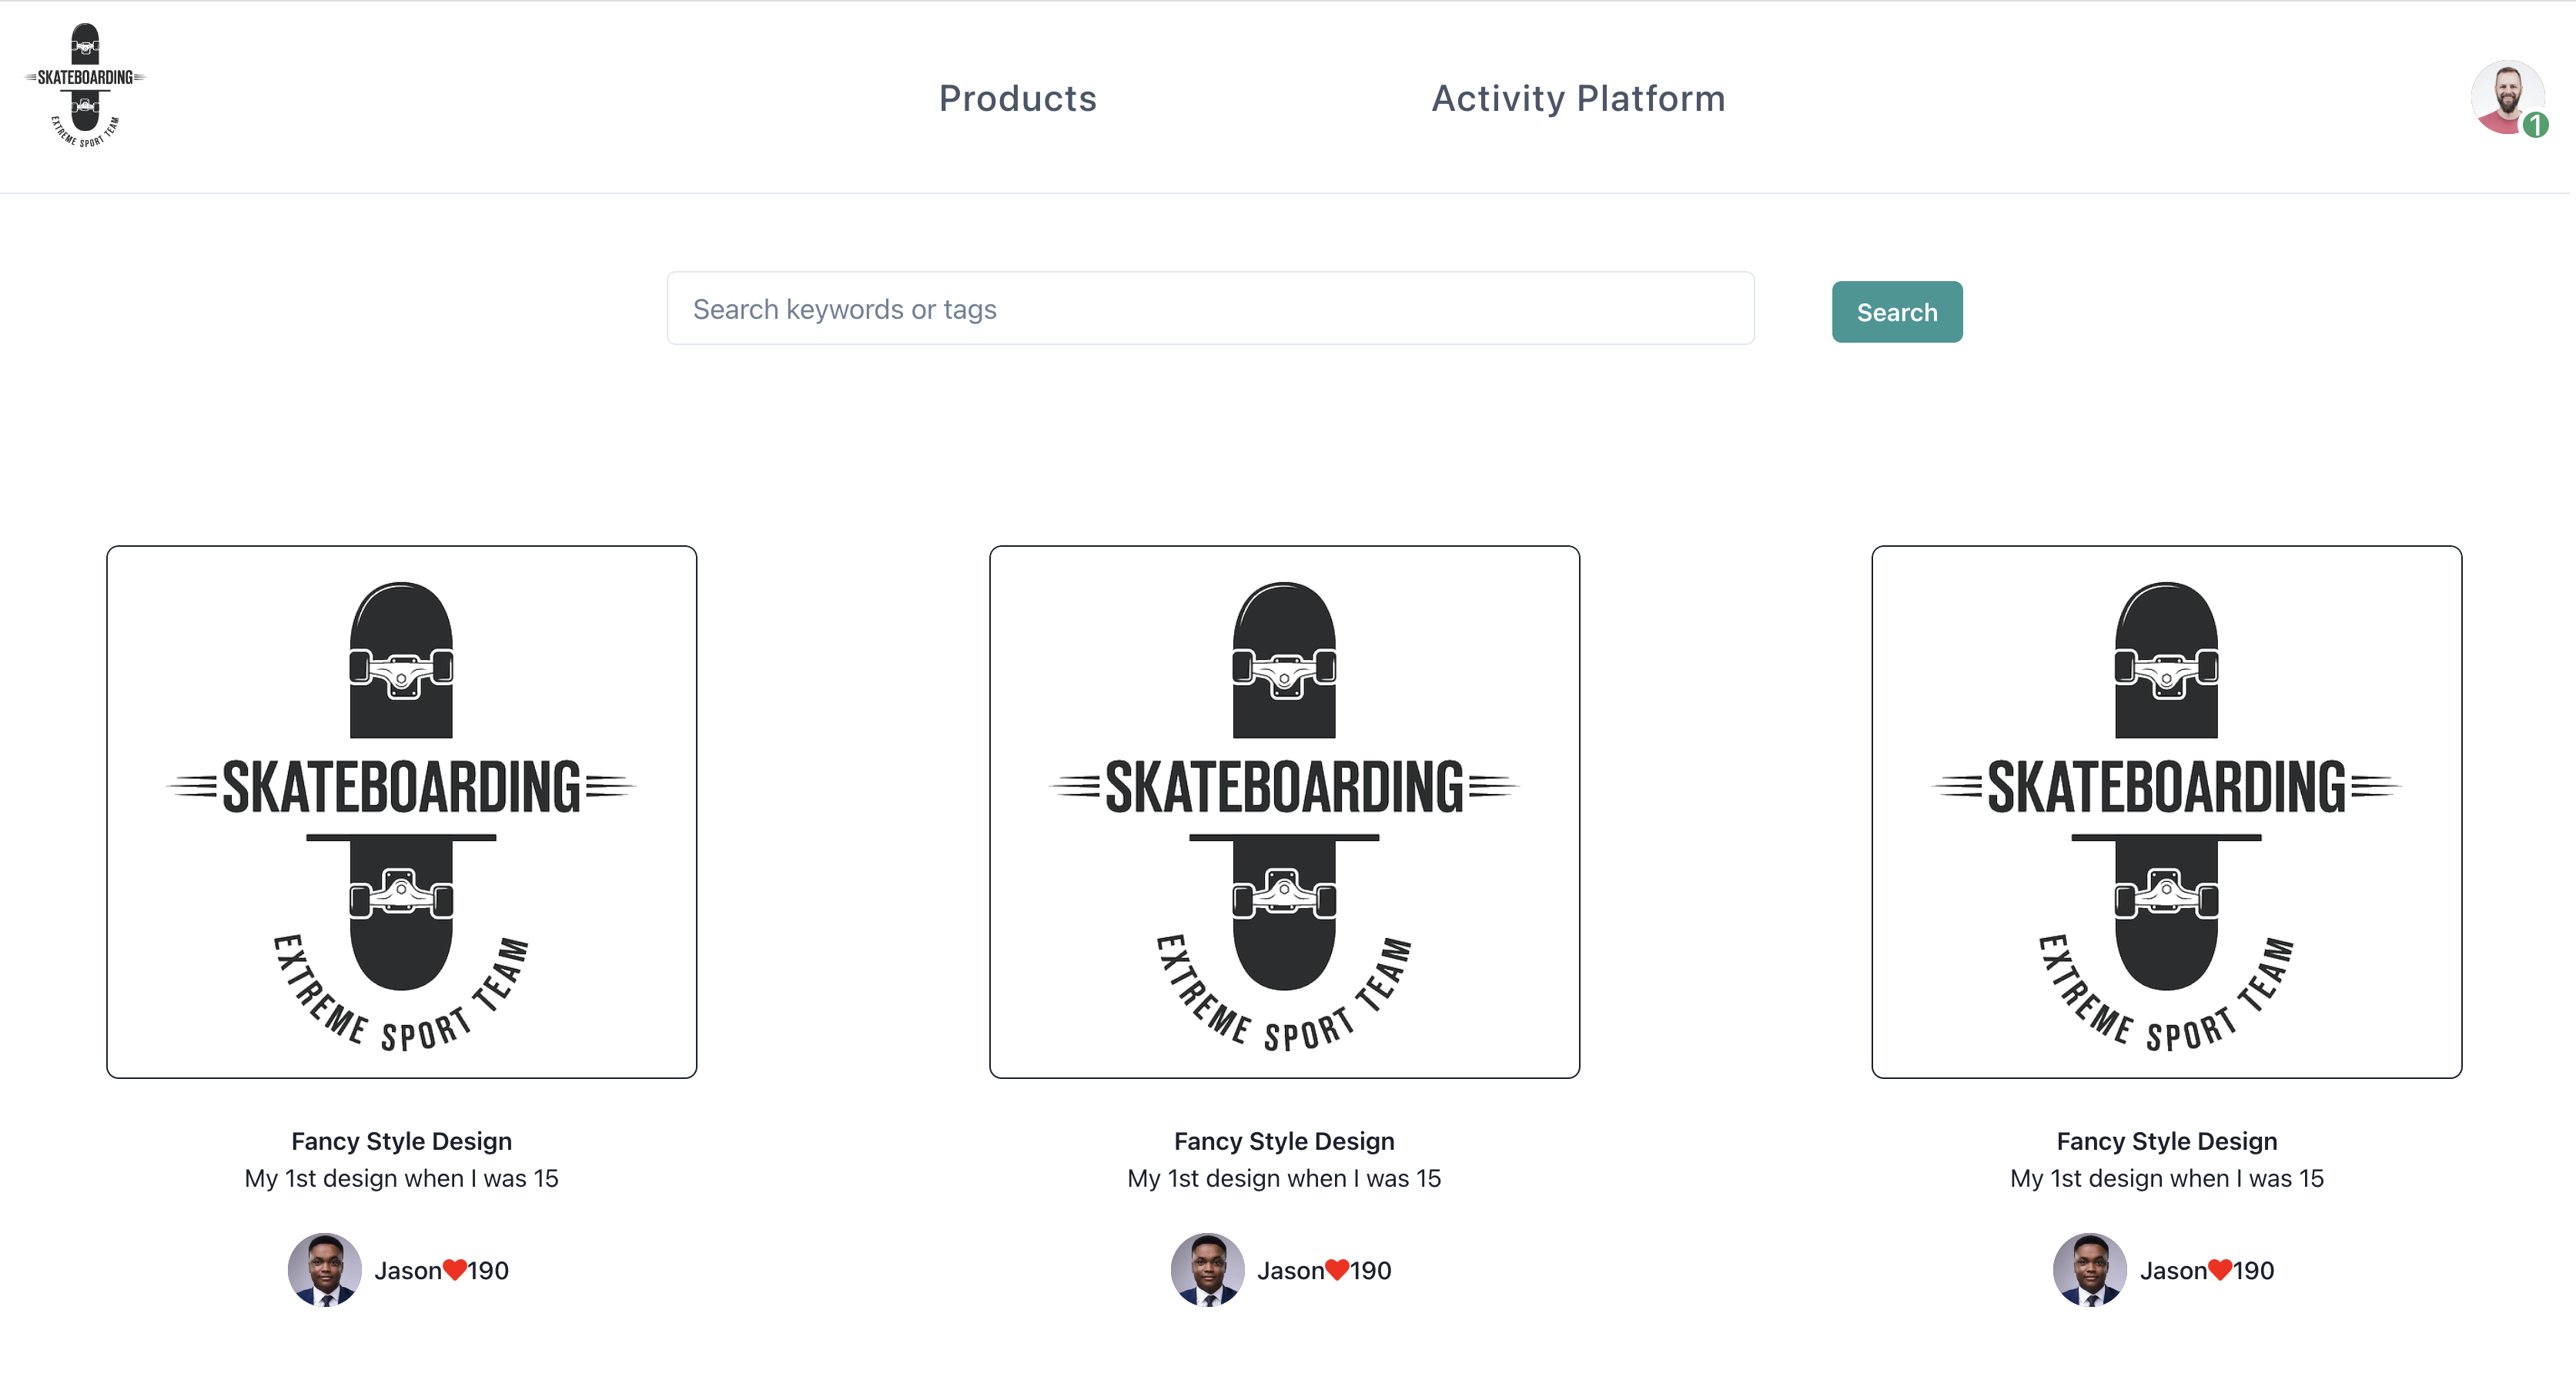 SKATEBOARDING
EXTREME SPORT TEAM
Products
Activity Platform
1
Search keywords or tags
Search
SKATEBOARDING
EXTREME SPORT TEAM
Fancy Style Design
My 1st design when I was 15
Jason❤190
SKATEBOARDING
EXTREME SPORT TEAM
Fancy Style Design
My 1st design when I was 15
Jason❤190
SKATEBOARDING
EXTREME SPORT TEAM
Fancy Style Design
My 1st design when I was 15
Jason❤190